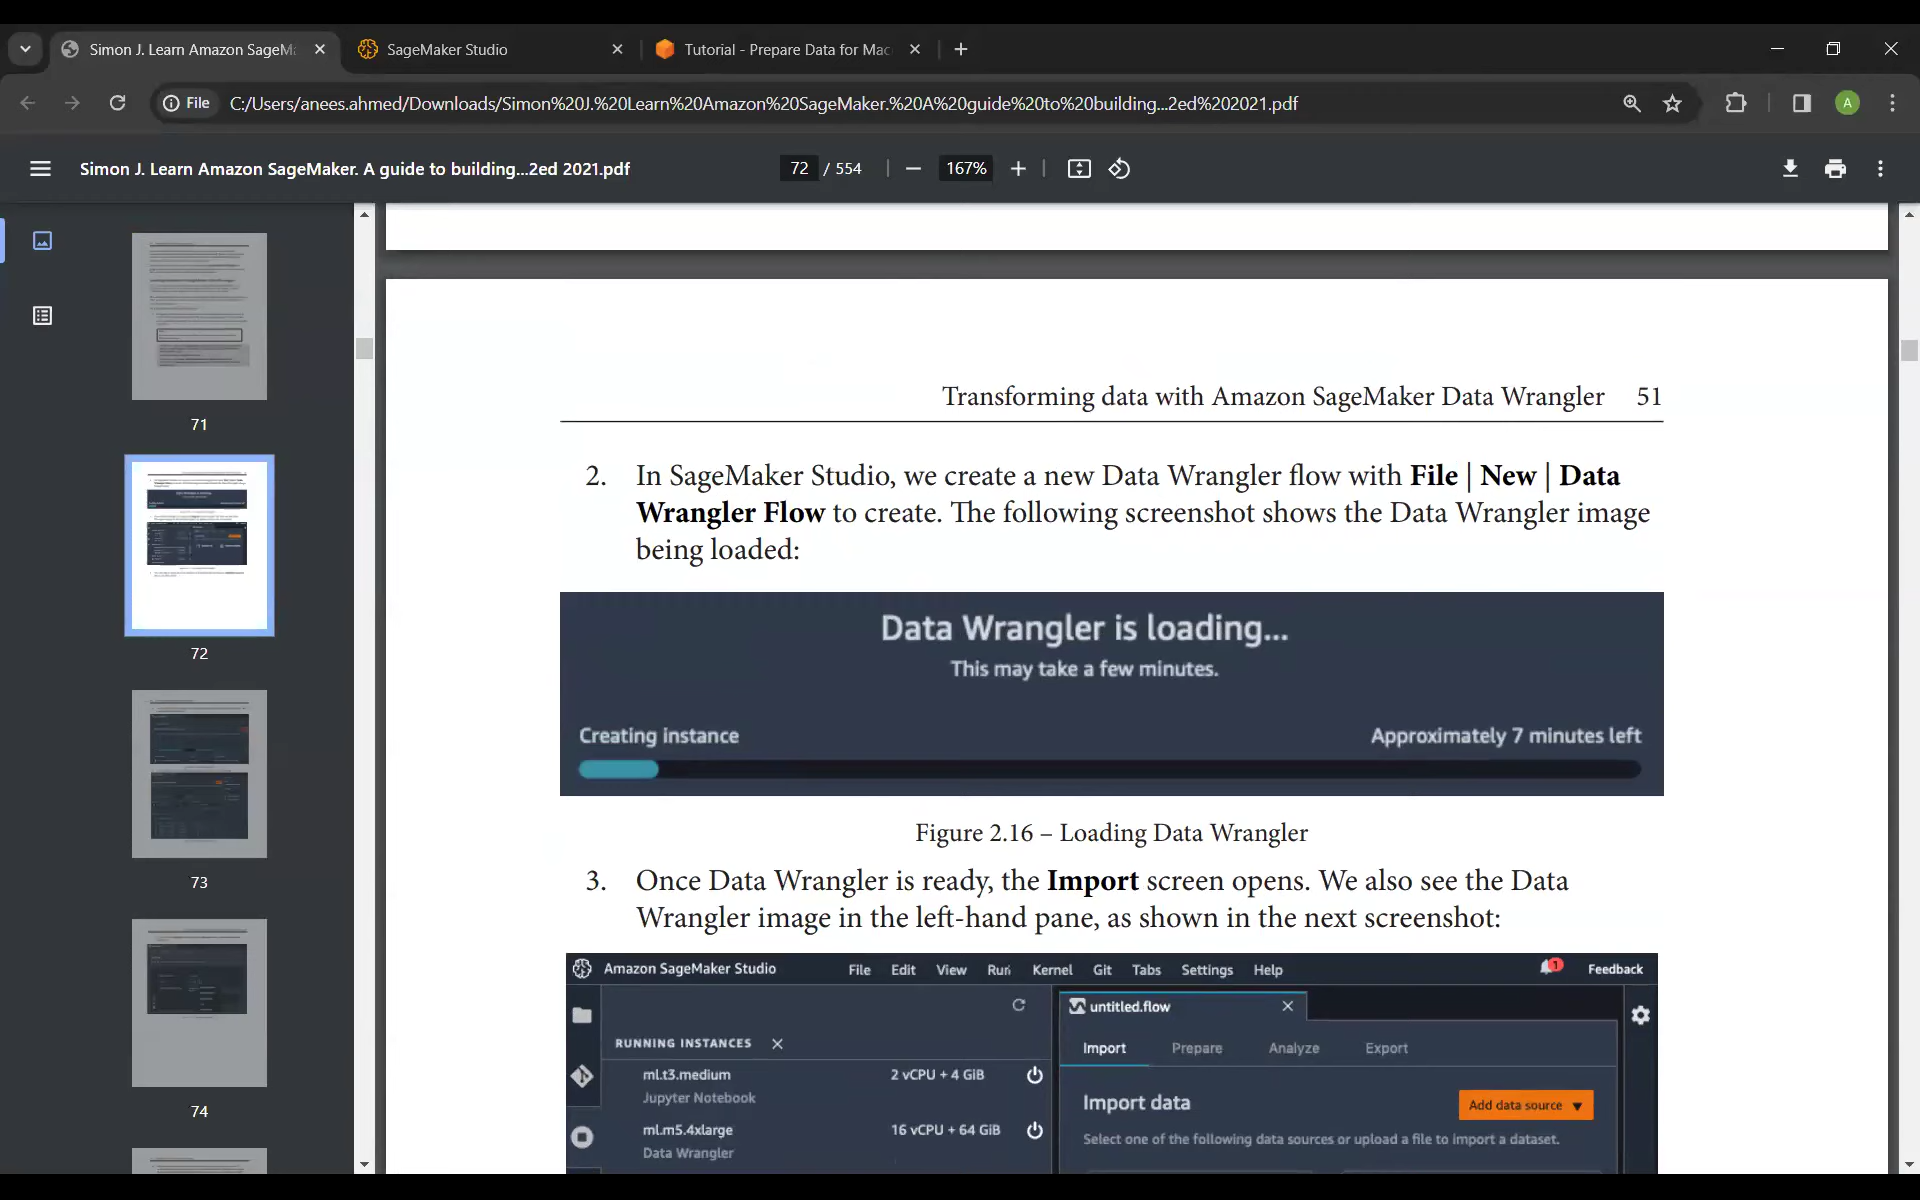 Simon J. Learn Amazon SageMa
SageMaker Studio
Tutorial - Prepare Data for Mac
File
C:/Users/anees.ahmed/Downloads/Simon%20J.%20Learn%20Amazon%20SageMaker.%20A%20guide%20to%20building...2ed%202021.pdf
A
Simon J. Learn Amazon SageMaker. A guide to building...2ed 2021.pdf
72 / 554
167%
71
72
73
74
Transforming data with Amazon SageMaker Data Wrangler 51
2. In SageMaker Studio, we create a new Data Wrangler flow with File | New | Data
Wrangler Flow to create. The following screenshot shows the Data Wrangler image
being loaded:
Data Wrangler is loading...
This may take a few minutes.
Creating instance
Approximately 7 minutes left
Figure 2.16 – Loading Data Wrangler
3. Once Data Wrangler is ready, the Import screen opens. We also see the Data
Wrangler image in the left-hand pane, as shown in the next screenshot:
Amazon SageMaker Studio File Edit View Run Kernel Git Tabs Settings Help 1 Feedback
untitled.flow
RUNNING INSTANCES
Import Prepare Analyze Export
ml.t3.medium 2 vCPU + 4 GiB
Jupyter Notebook
Import data
Add data source
ml.m5.4xlarge 16 vCPU + 64 GiB
Data Wrangler
Select one of the following data sources or upload a file to import a dataset.